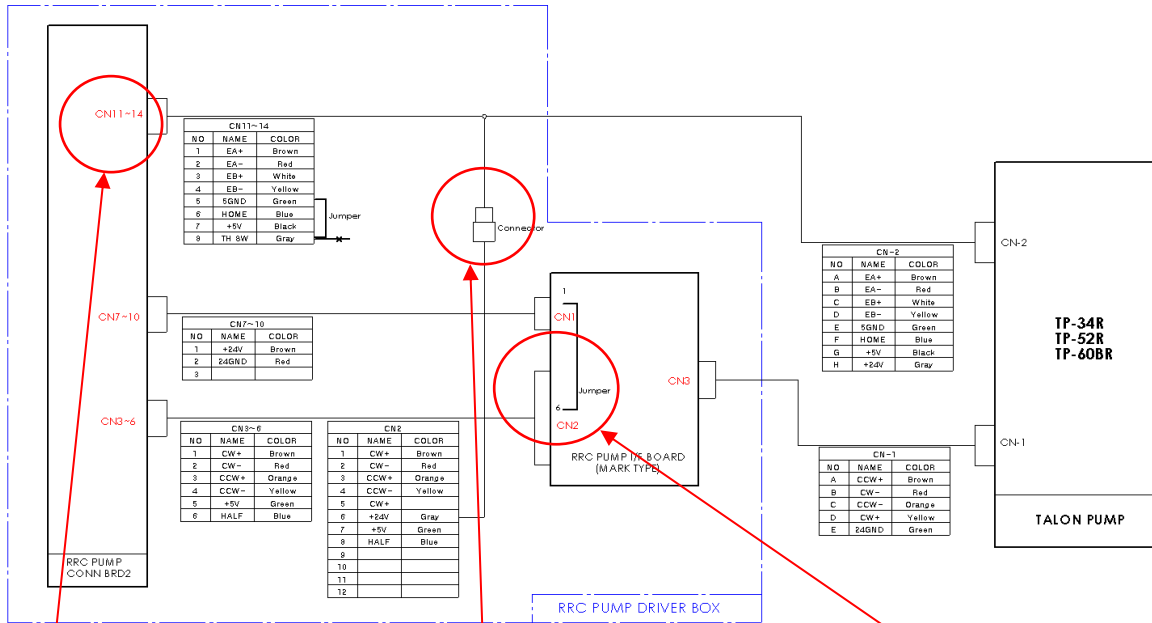 CN11~14
CN11~14
NO NAME COLOR
1 EA+ Brown
2 EA- Red
3 EB+ White
4 EB- Yellow
5 5GND Green
6 HOME Blue
7 +5V Black
8 TH SW Gray
Jumper
Connector
CN-2
CN-2
NO NAME COLOR
A EA+ Brown
B EA- Red
C EB+ White
D EB- Yellow
E 5GND Green
F HOME Blue
G +5V Black
H +24V Gray
TP-34R
TP-52R
TP-60BR
CN7~10
CN7~10
NO NAME COLOR
1 +24V Brown
2 24GND Red
3
1
CN1
Jumper
6
CN2
CN3
RRC PUMP I/F BOARD
(MARK TYPE)
CN3~6
CN3~6
NO NAME COLOR
1 CW+ Brown
2 CW- Red
3 CCW+ Orange
4 CCW- Yellow
5 +5V Green
6 HALF Blue
CN2
NO NAME COLOR
1 CW+ Brown
2 CW- Red
3 CCW+ Orange
4 CCW- Yellow
5 CW+
6 +24V Gray
7 +5V Green
8 HALF Blue
9
10
11
12
CN-1
CN-1
NO NAME COLOR
A CCW+ Brown
B CW- Red
C CCW- Orange
D CW+ Yellow
E 24GND Green
TALON PUMP
RRC PUMP
CONN BRD2
RRC PUMP DRIVER BOX